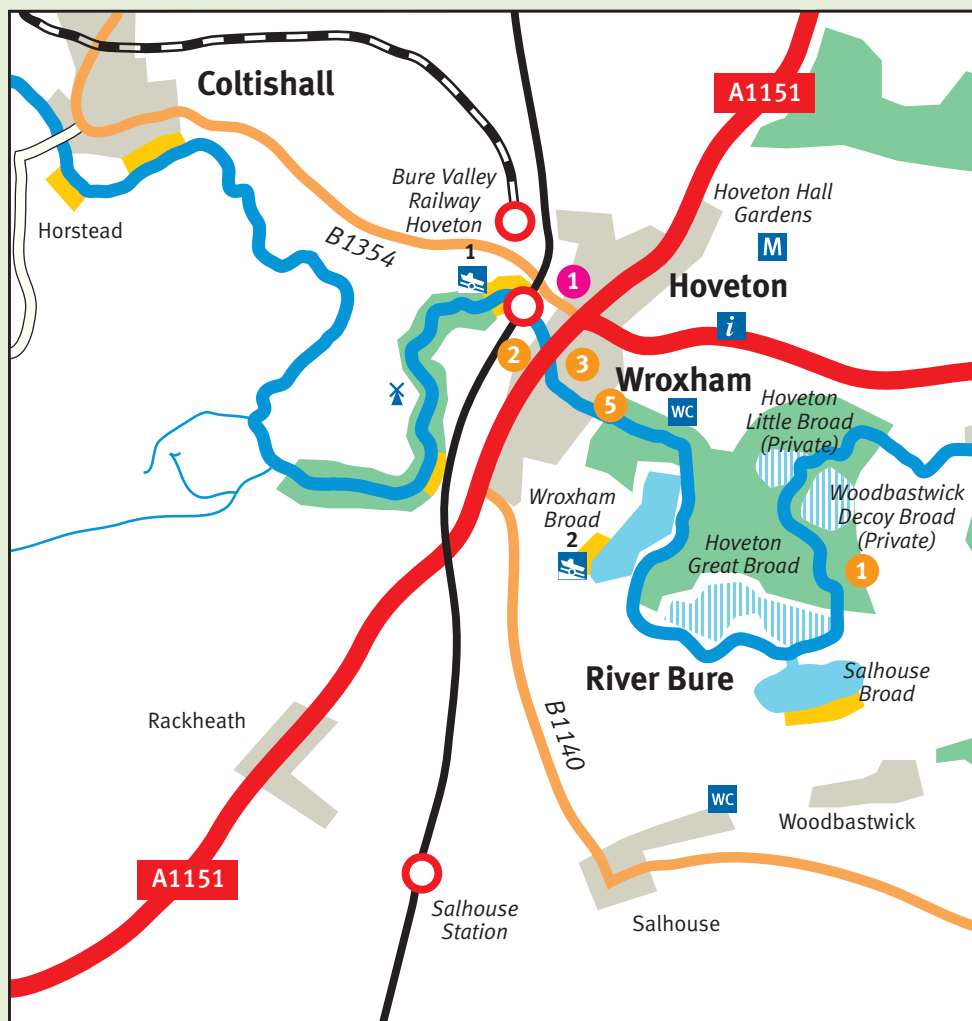 Coltishall
A1151
Bure Valley
Railway
Hoveton
Hoveton Hall
Gardens
M
Horstead
B1354
1
1
Hoveton
i
2
3
Wroxham
5
WC
Hoveton
Little Broad
(Private)
Wroxham
Broad
2
Woodbastwick
Decoy Broad
(Private)
Hoveton
Great Broad
1
River Bure
Salhouse
Broad
Rackheath
B1140
WC
Woodbastwick
A1151
Salhouse
Station
Salhouse